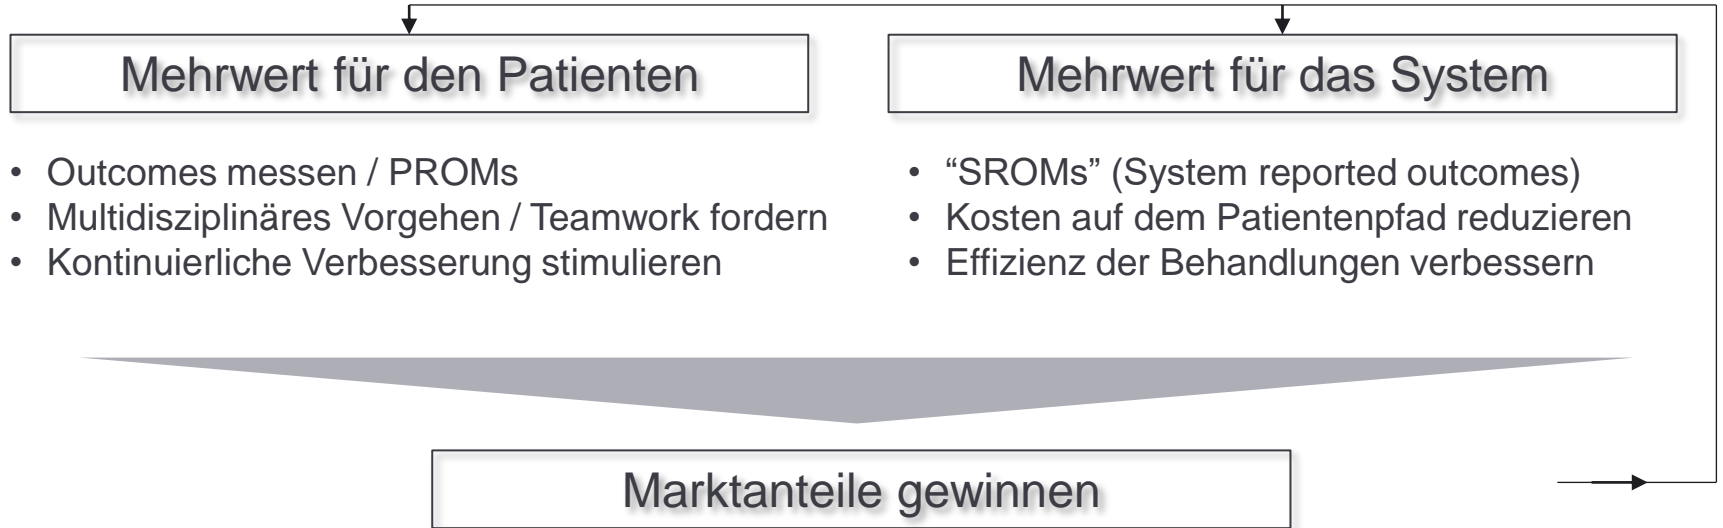 Mehrwert für den Patienten
• Outcomes messen / PROMs
• Multidisziplinäres Vorgehen / Teamwork fordern
• Kontinuierliche Verbesserung stimulieren
Mehrwert für das System
• “SROMs” (System reported outcomes)
• Kosten auf dem Patientenpfad reduzieren
• Effizienz der Behandlungen verbessern
Marktanteile gewinnen